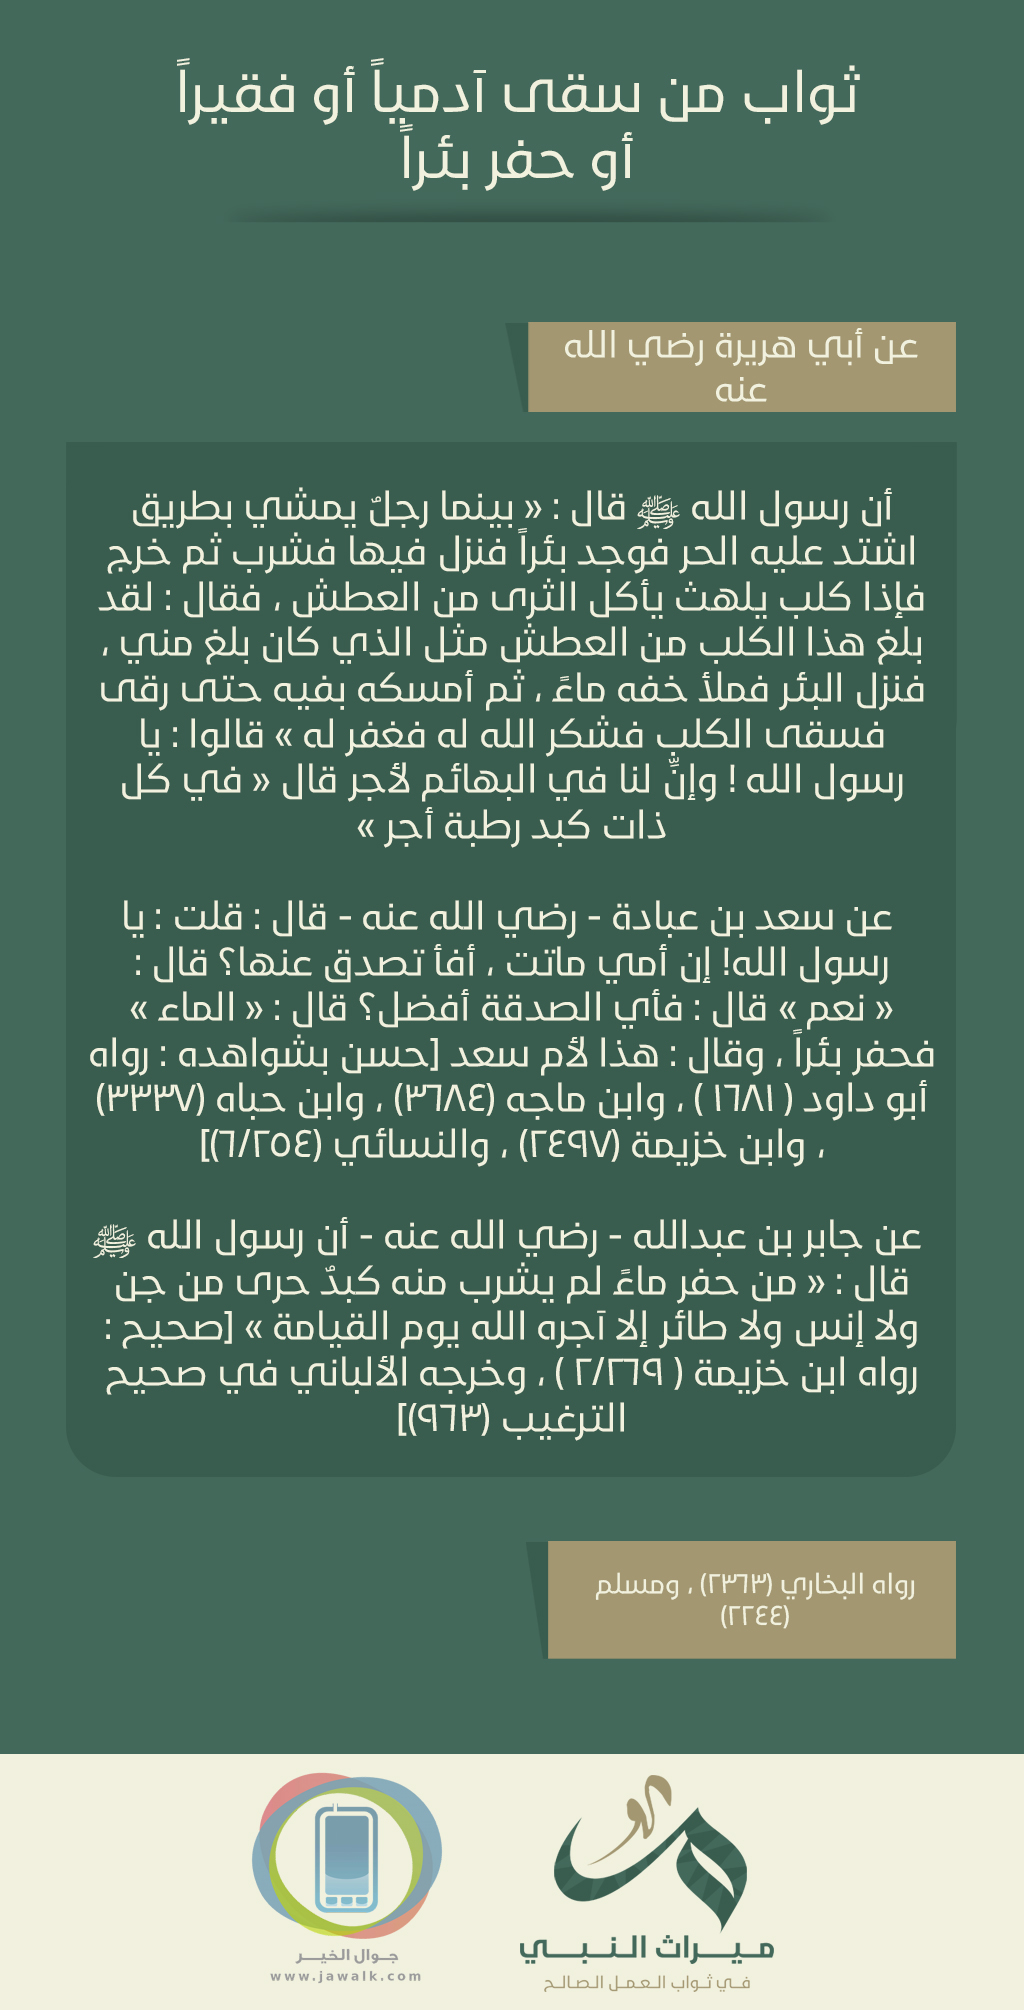 ثواب من سقى آدمياً أو فقيراً
أو حفر بئراً
عن أبي هريرة رضي الله
عنه
أن رسول الله ﷺ قال : « بينما رجلٌ يمشي بطريق
اشتد عليه الحر فوجد بئراً فنزل فيها فشرب ثم خرج
فإذا كلب يلهث يأكل الثرى من العطش ، فقال : لقد
بلغ هذا الكلب من العطش مثل الذي كان بلغ مني ،
فنزل البئر فملأ خفه ماءً ، ثم أمسكه بفيه حتى رقى
فسقى الكلب فشكر الله له فغفر له » قالوا : يا
رسول الله ! وإنِّ لنا في البهائم لأجر قال « في كل
ذات كبد رطبة أجر »
عن سعد بن عبادة - رضي الله عنه - قال : قلت : يا
رسول الله! إن أمي ماتت ، أفأ تصدق عنها؟ قال :
« نعم » قال : فأي الصدقة أفضل؟ قال : « الماء »
فحفر بئراً ، وقال : هذا لأم سعد [حسن بشواهده : رواه
أبو داود ( ١٦٨١ ) ، وابن ماجه (٣٦٨٤) ، وابن حباه (٣٣٣٧)
، وابن خزيمة (٢٤٩٧) ، والنسائي (٦/٢٥٤)]
عن جابر بن عبدالله - رضي الله عنه - أن رسول الله ﷺ
قال : « من حفر ماءً لم يشرب منه كبدٌ حرى من جن
ولا إنس ولا طائر إلا آجره الله يوم القيامة » [صحيح :
رواه ابن خزيمة ( ٢/٢٦٩ ) ، وخرجه الألباني في صحيح
الترغيب (٩٦٣)]
رواه البخاري (٢٣٦٣) ، ومسلم
(٢٢٤٤)
ميراث النبي
في ثواب العمل الصالح
جوال الخير
www.jawalk.com